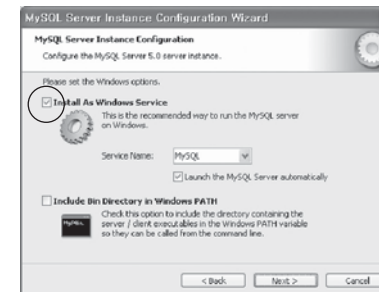 MySQL Server Instance Configuration Wizard
MySQL Server Instance Configuration
Configure the MySQL Server 5.0 server instance.
Please set the Windows options.
Install As Windows Service
This is the recommended way to run the MySQL server
on Windows.
Service Name:
MySQL
Launch the MySQL Server automatically
Include Bin Directory in Windows PATH
Check this option to include the directory containing the
server / client executables in the Windows PATH variable
so they can be called from the command line.
< Back
Next >
Cancel